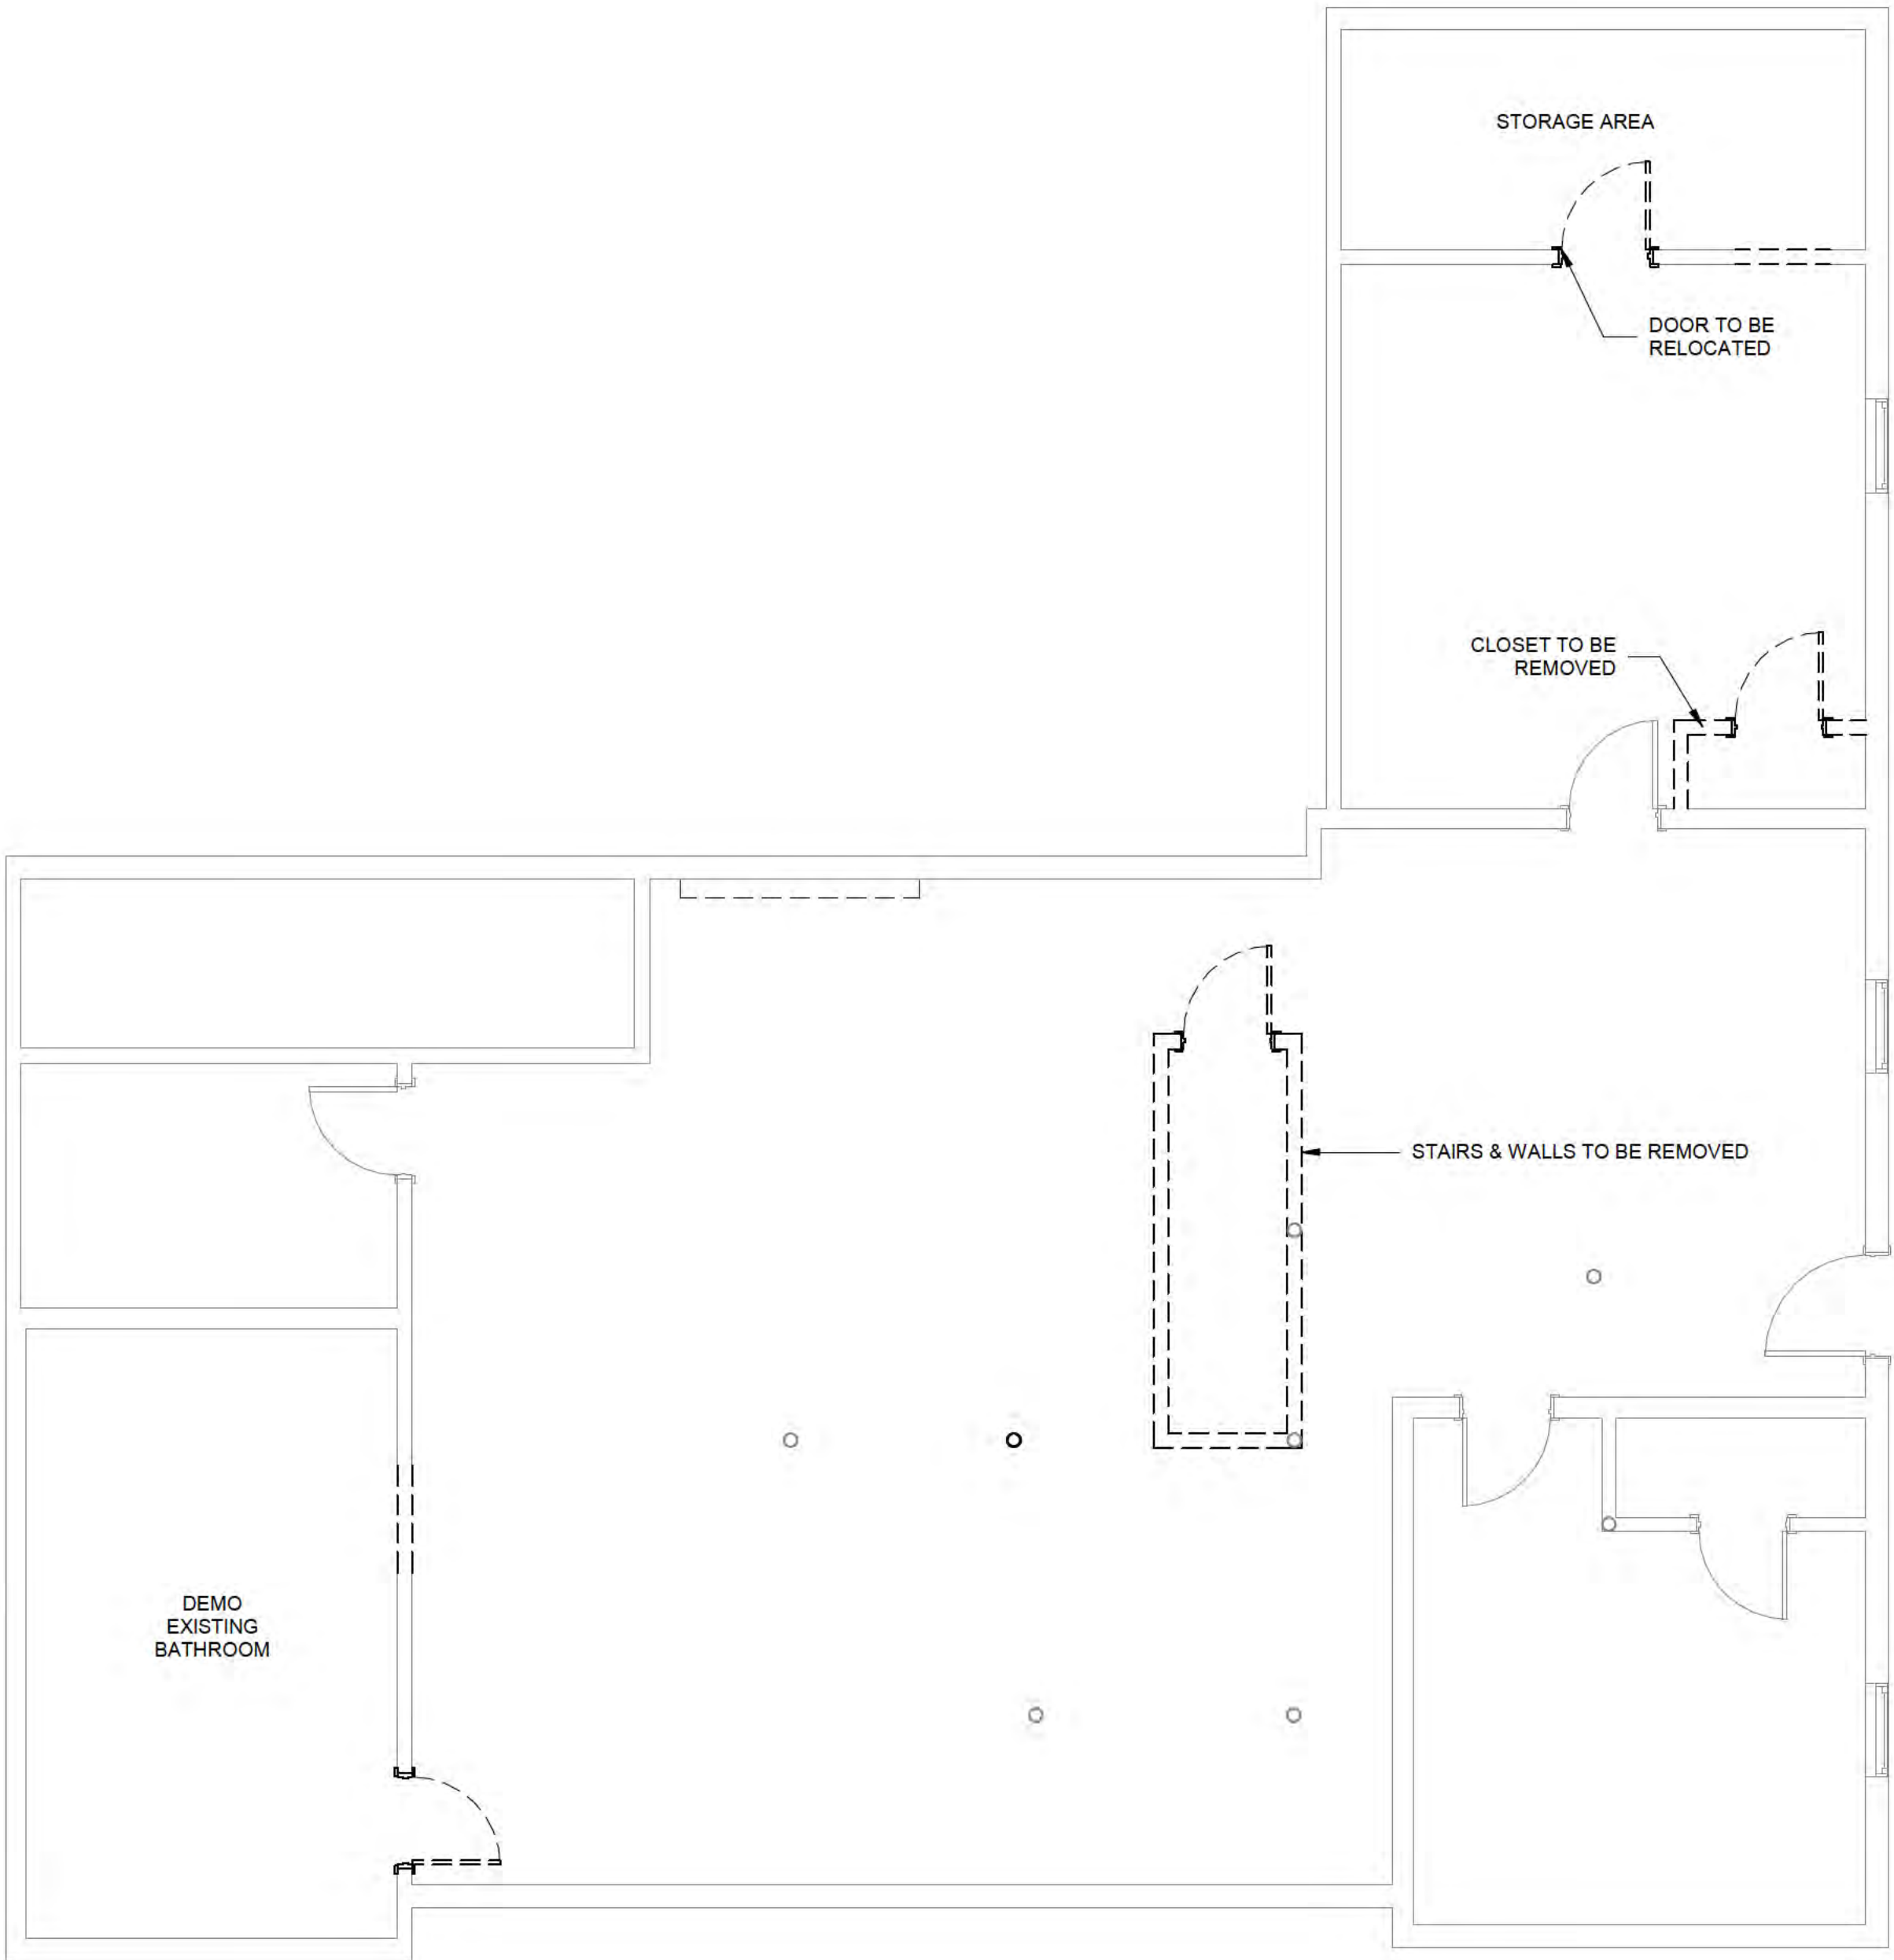 STORAGE AREA
DOOR TO BE
RELOCATED
CLOSET TO BE
REMOVED
STAIRS & WALLS TO BE REMOVED
DEMO
EXISTING
BATHROOM